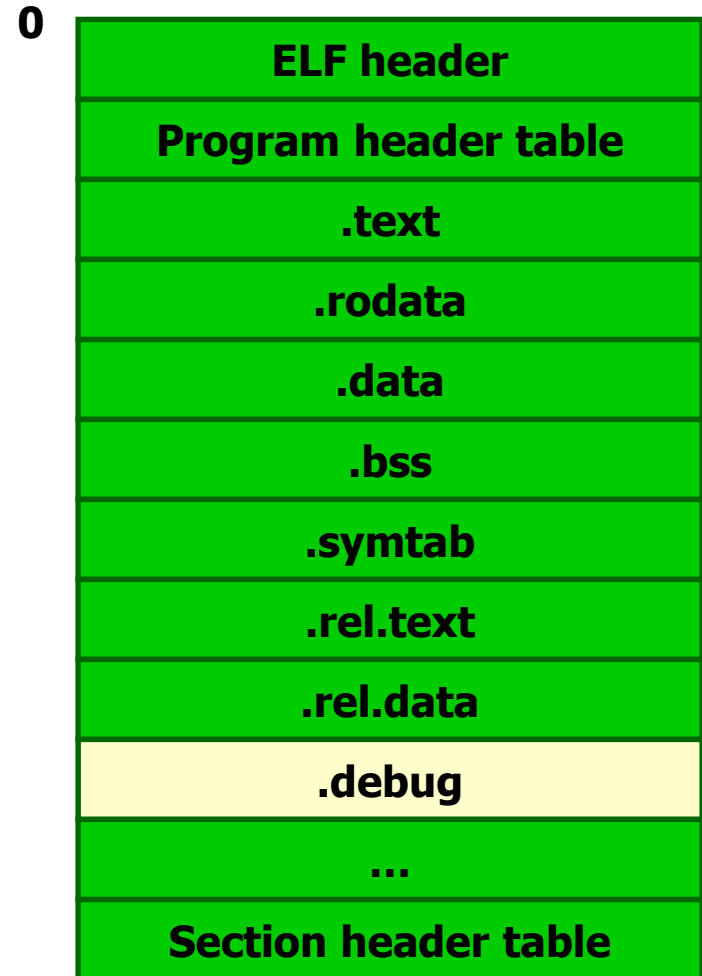 0
ELF header
Program header table
.text
.rodata
.data
.bss
.symtab
.rel.text
.rel.data
.debug
...
Section header table